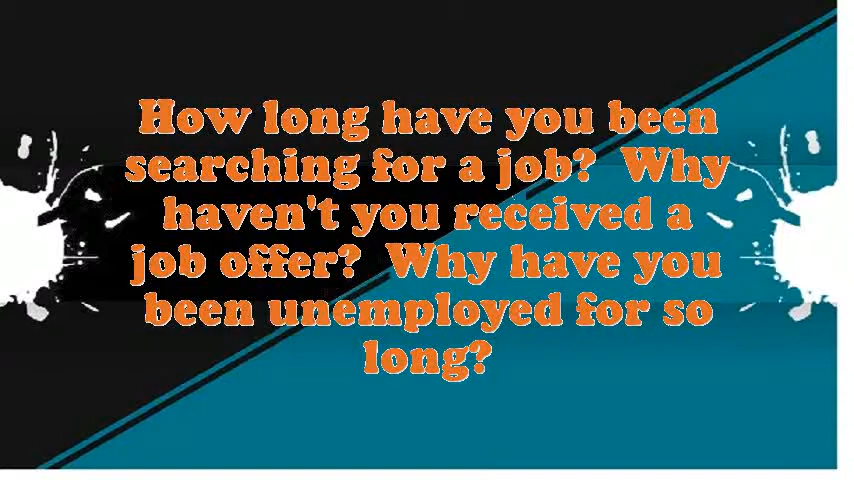 How long have you been
searching for a job?  Why
haven't you received a
job offer?  Why have you
been unemployed for so
long?